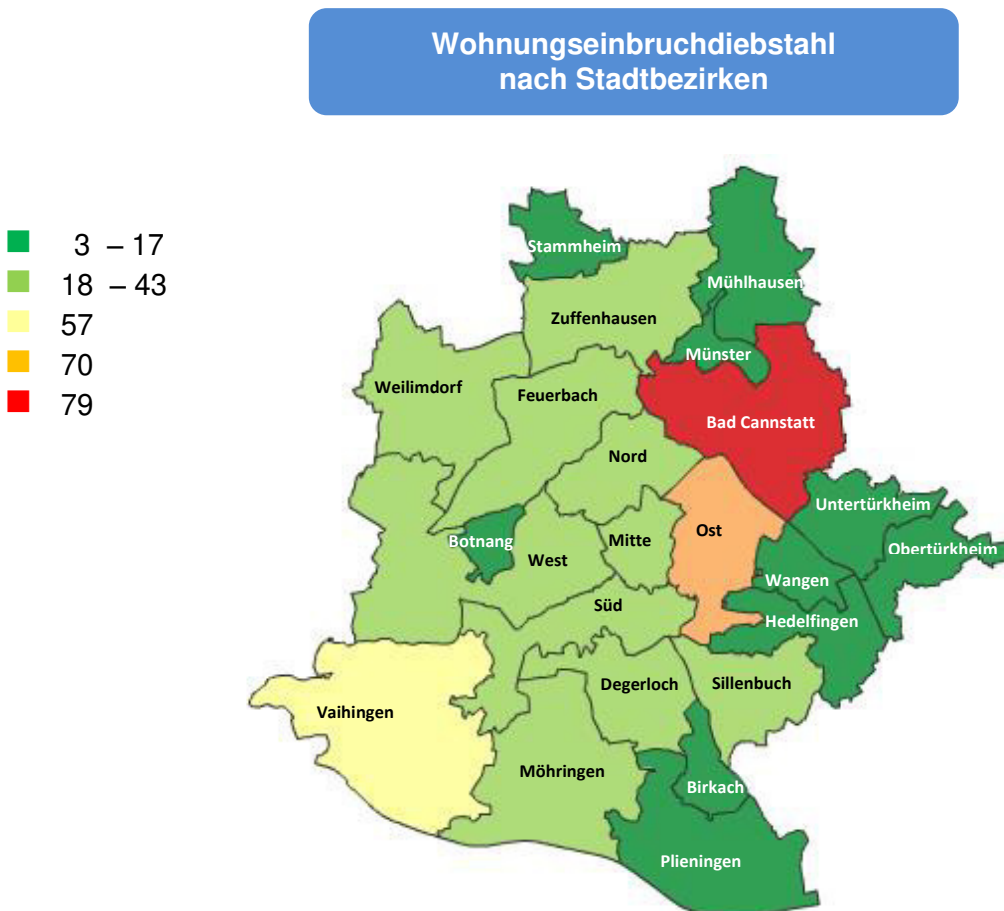 Wohnungseinbruchdiebstahl
nach Stadtbezirken
3 – 17
18 – 43
57
70
79
Stammheim
Mühlhausen
Zuffenhausen
Münster
Weilimdorf
Feuerbach
Bad Cannstatt
Nord
Untertürkheim
Ost
Botnang
Mitte
Obertürkheim
West
Wangen
Süd
Hedelfingen
Degerloch
Sillenbuch
Vaihingen
Möhringen
Birkach
Plieningen